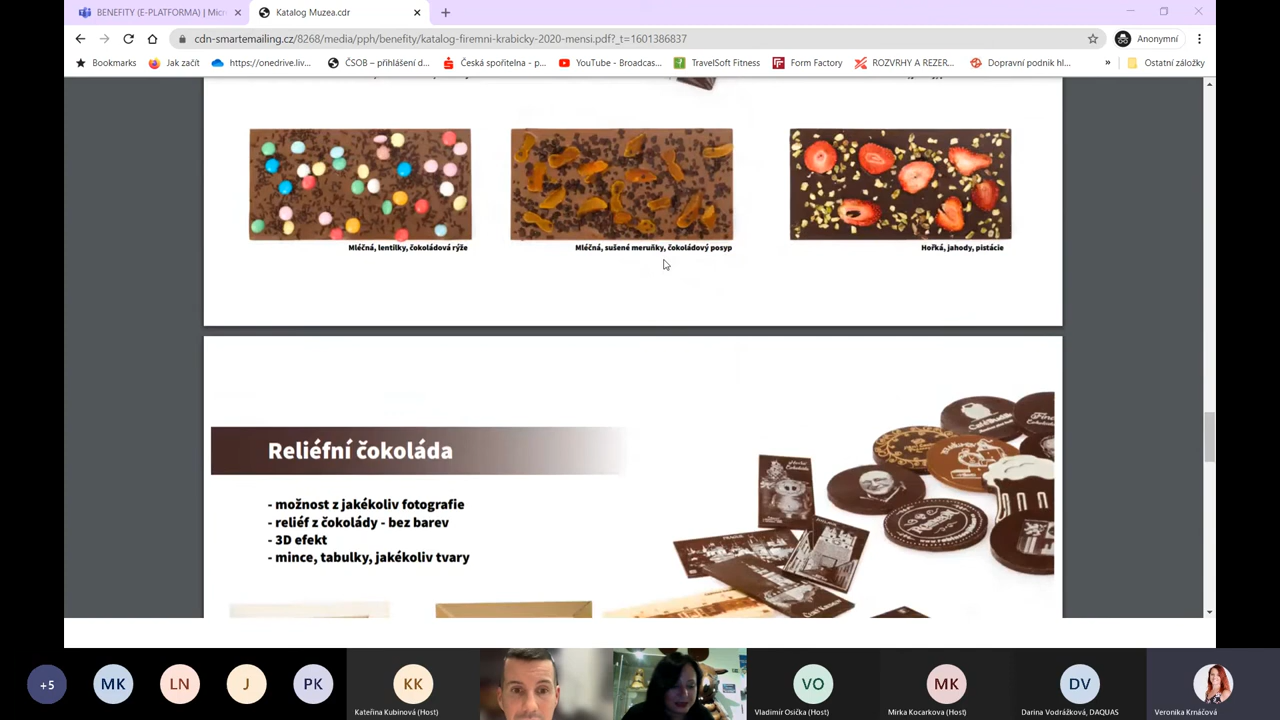 BENEFITY (E-PLATFORMA) | Micr
Katalog Muzea.cdr
cdn-smartemailing.cz/8268/media/pph/benefity/katalog-firemni-krabicky-2020-mensi.pdf?_t=1601386837
Anonymní
Bookmarks
Jak začít
https://onedrive.liv...
ČSOB – přihlášení d...
Česká spořitelna - p...
YouTube - Broadcas...
TravelSoft Fitness
Form Factory
ROZVRHY A REZER...
Dopravní podnik hl...
»
Ostatní záložky
Mléčná, lentilky, čokoládová rýže
Mléčná, sušené meruňky, čokoládový posyp
Hořká, jahody, pistácie
Reliéfní čokoláda
- možnost z jakékoliv fotografie
- reliéf z čokolády - bez barev
- 3D efekt
- mince, tabulky, jakékoliv tvary
+5
MK
LN
J
PK
KK
Kateřina Kubínová (Host)
VO
Vladimír Osička (Host)
MK
Mirka Kocarkova (Host)
DV
Darina Vodrážková, DAQUAS
Veronika Krnáčová